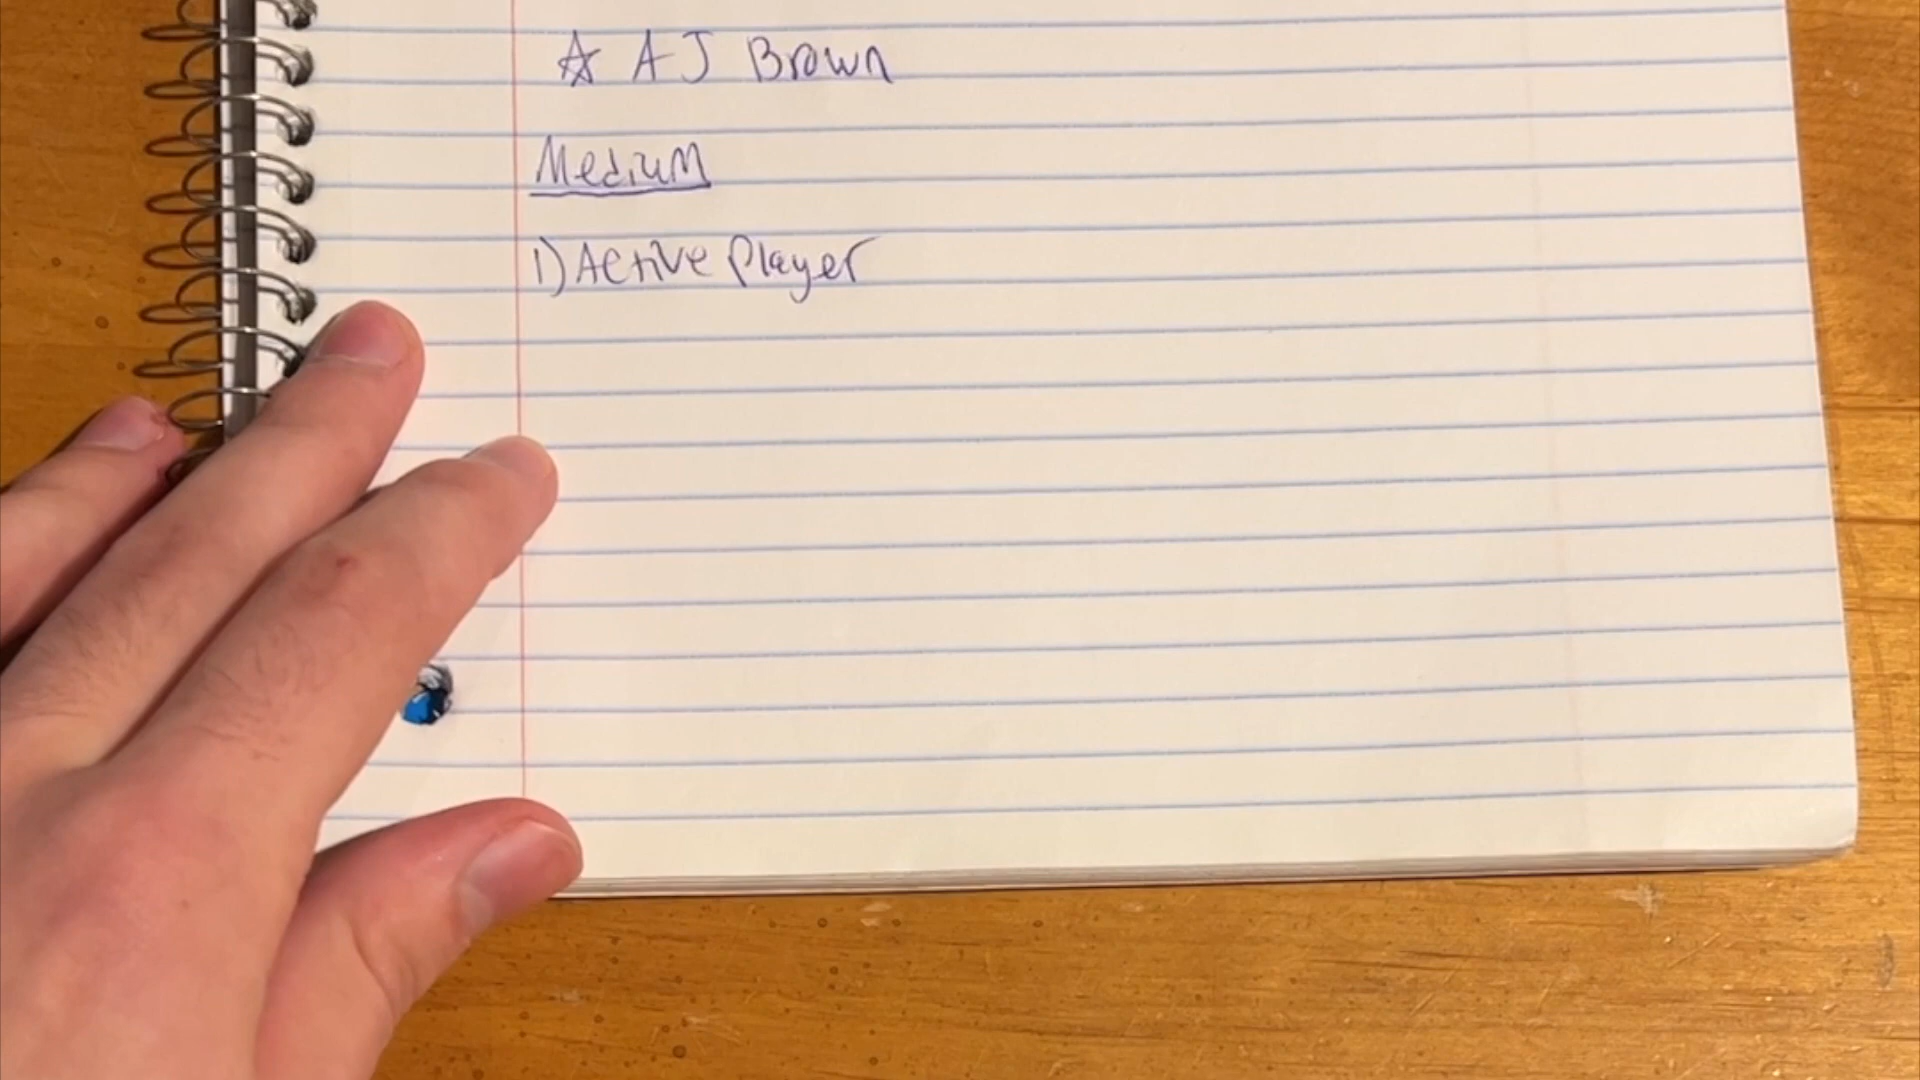 ☆ AJ Brown
Medium
1) Active Player